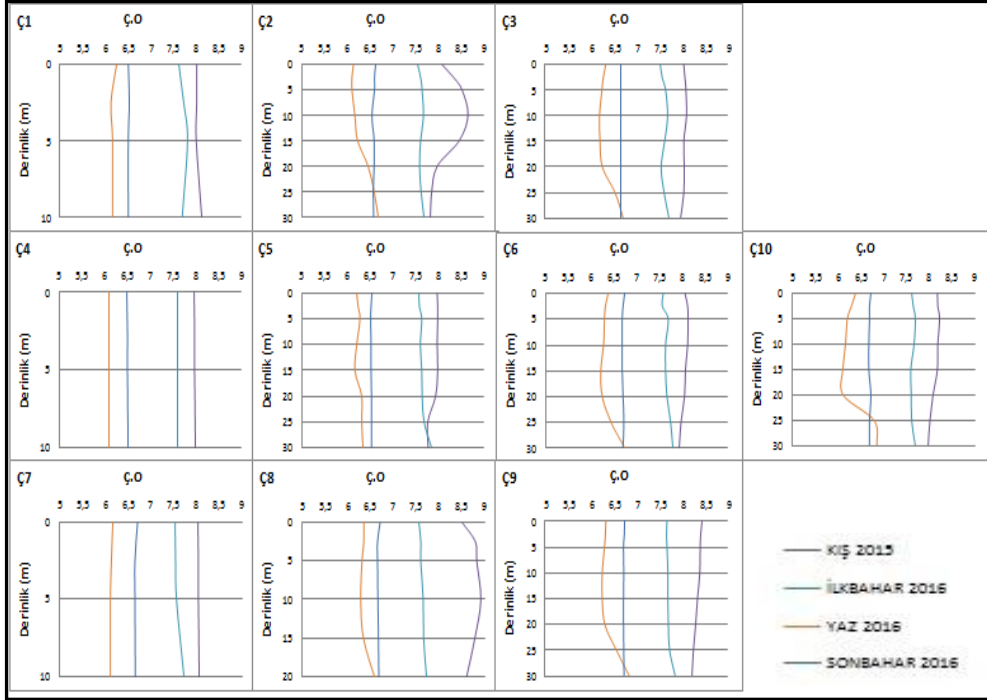 Ç1 Ç.O
5 5,5 6 6,5 7 7,5 8 8,5 9
0
5
10
Derinlik (m)
Ç2 Ç.O
5 5,5 6 6,5 7 7,5 8 8,5 9
0
5
10
15
20
25
30
Derinlik (m)
Ç3 Ç.O
5 5,5 6 6,5 7 7,5 8 8,5 9
0
5
10
15
20
25
30
Derinlik (m)
Ç4 Ç.O
5 5,5 6 6,5 7 7,5 8 8,5 9
0
5
10
Derinlik (m)
Ç5 Ç.O
5 5,5 6 6,5 7 7,5 8 8,5 9
0
5
10
15
20
25
30
Derinlik (m)
Ç6 Ç.O
5 5,5 6 6,5 7 7,5 8 8,5 9
0
5
10
15
20
25
30
Derinlik (m)
Ç10 Ç.O
5 5,5 6 6,5 7 7,5 8 8,5 9
0
5
10
15
20
25
30
Derinlik (m)
Ç7 Ç.O
5 5,5 6 6,5 7 7,5 8 8,5 9
0
5
10
Derinlik (m)
Ç8 Ç.O
5 5,5 6 6,5 7 7,5 8 8,5 9
0
5
10
15
20
Derinlik (m)
Ç9 Ç.O
5 5,5 6 6,5 7 7,5 8 8,5 9
0
5
10
15
20
25
30
Derinlik (m)
KIŞ 2015
İLKBAHAR 2016
YAZ 2016
SONBAHAR 2016